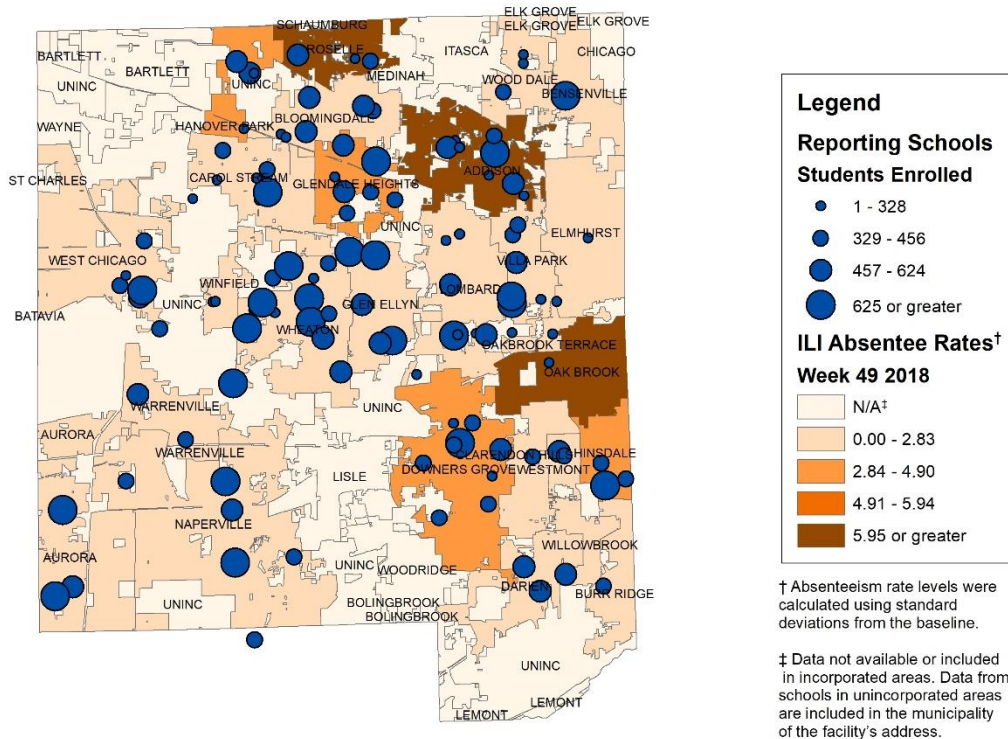 SCHAUMBURG
ELK GROVE
ELK GROVE
ELK GROVE
BARTLETT
ROSELLE
ITASCA
CHICAGO
BARTLETT
MEDINAH
UNINC
UNINC
WOOD DALE
BENSENVILLE
WAYNE
HANOVER PARK
BLOOMINGDALE
ST CHARLES
CAROL STREAM
GLENDALE HEIGHTS
ADDISON
UNINC
ELMHURST
WEST CHICAGO
VILLA PARK
WINFIELD
LOMBARD
BATAVIA
UNINC
GLEN ELLYN
WHEATON
OAKBROOK TERRACE
OAK BROOK
WARRENVILLE
UNINC
AURORA
WARRENVILLE
CLARENDON HILLS
HINSDALE
DOWNERS GROVE
WESTMONT
LISLE
NAPERVILLE
WILLOWBROOK
AURORA
UNINC
WOODRIDGE
DARIEN
BURR RIDGE
UNINC
BOLINGBROOK
BOLINGBROOK
UNINC
LEMONT
LEMONT
Legend
Reporting Schools
Students Enrolled
1 - 328
329 - 456
457 - 624
625 or greater
ILI Absentee Rates†
Week 49 2018
N/A‡
0.00 - 2.83
2.84 - 4.90
4.91 - 5.94
5.95 or greater
† Absenteeism rate levels were
calculated using standard
deviations from the baseline.
‡ Data not available or included
in incorporated areas. Data from
schools in unincorporated areas
are included in the municipality
of the facility's address.